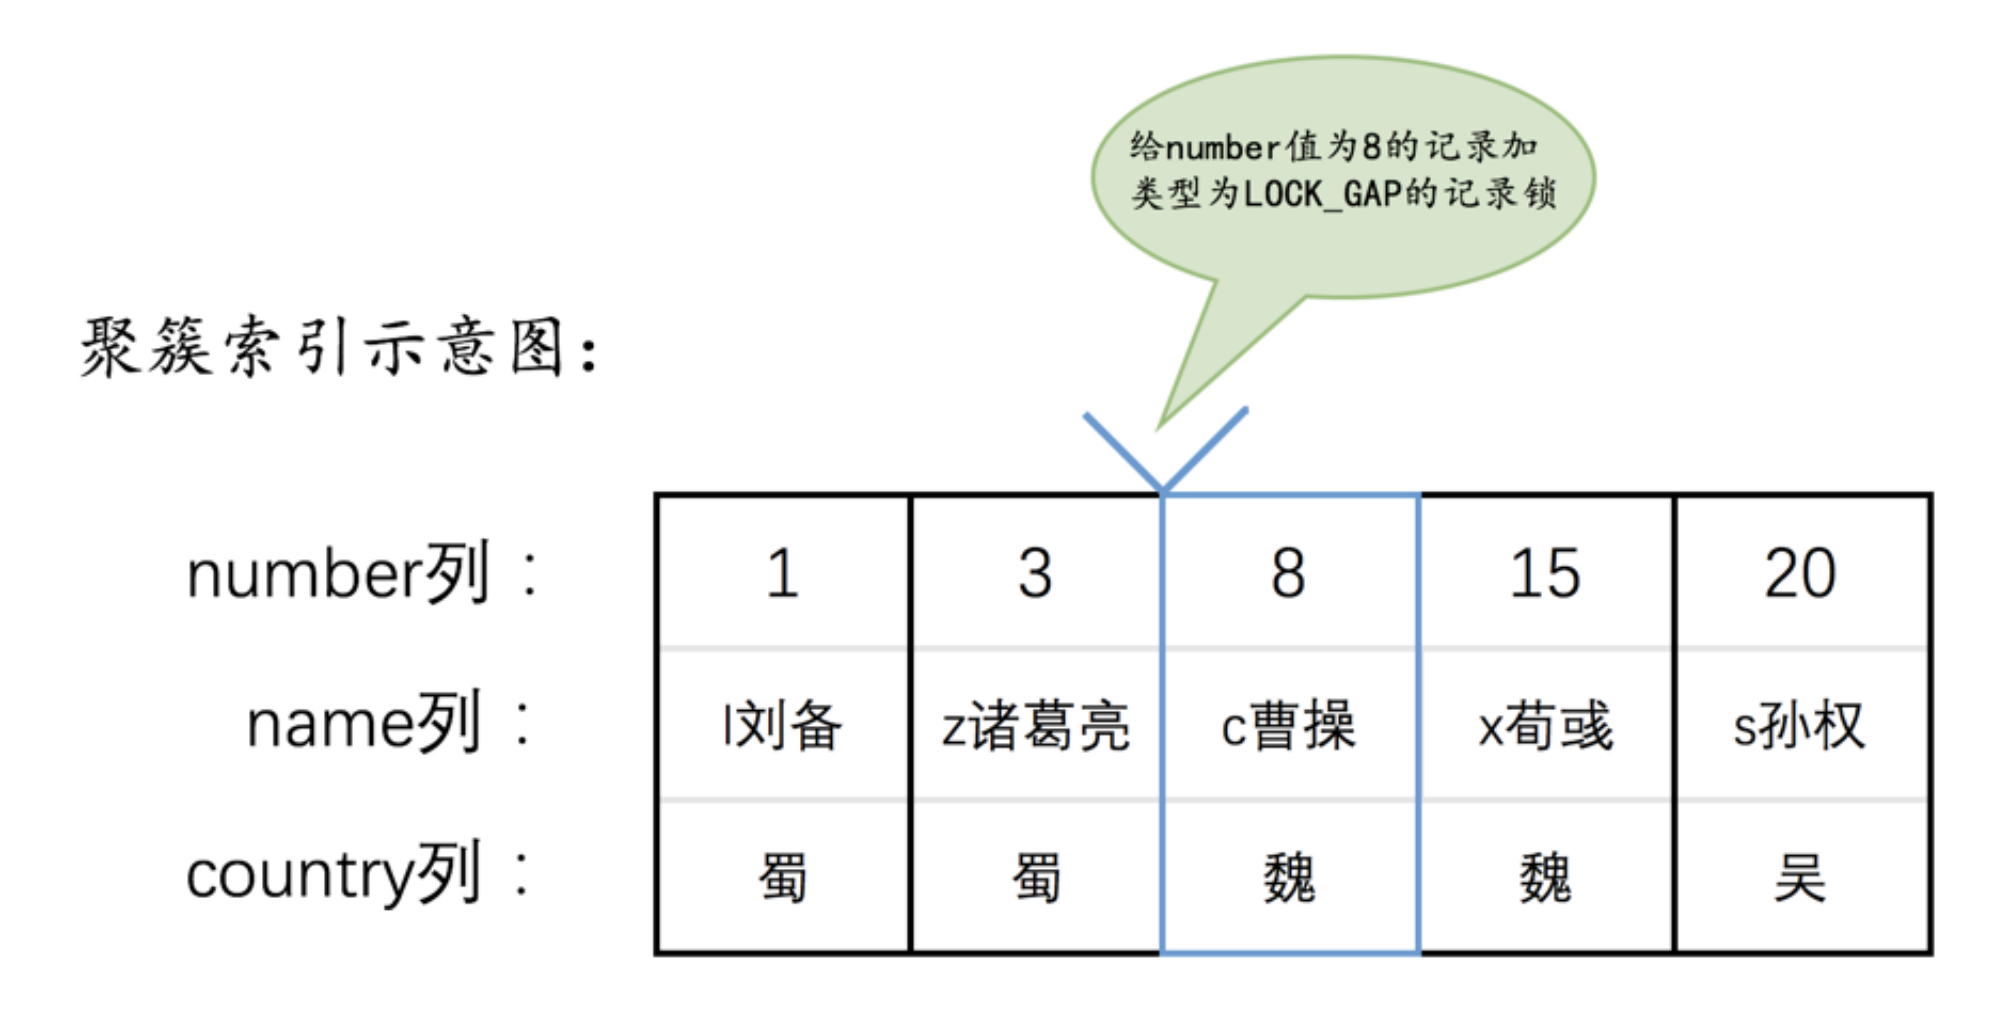 给number值为8的记录加
类型为LOCK_GAP的记录锁
聚簇索引示意图：
number列： 1 3 8 15 20
name列： l刘备 z诸葛亮 c曹操 x荀彧 s孙权
country列： 蜀 蜀 魏 魏 吴